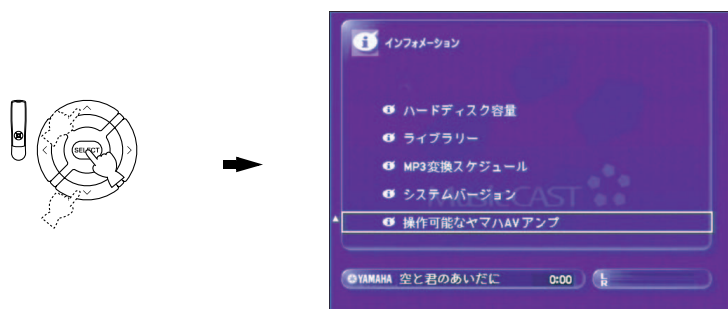 SELECT
インフォメーション
ハードディスク容量
ライブラリー
MP3変換スケジュール
システムバージョン
MusicCAST
操作可能なヤマハAVアンプ
YAMAHA 空と君のあいだに 0:00 L
R